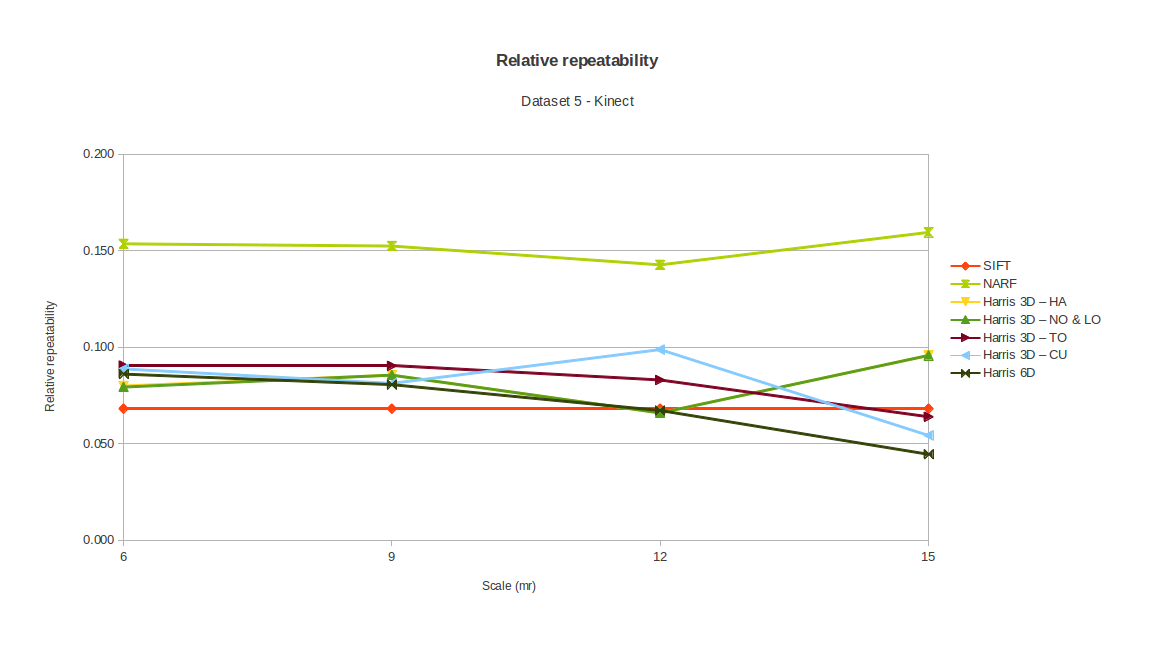 Relative repeatability
Dataset 5 - Kinect
0.200
0.150
0.100
0.050
0.000
6 9 12 15
Relative repeatability
Scale (mr)
SIFT
NARF
Harris 3D – HA
Harris 3D – NO & LO
Harris 3D – TO
Harris 3D – CU
Harris 6D